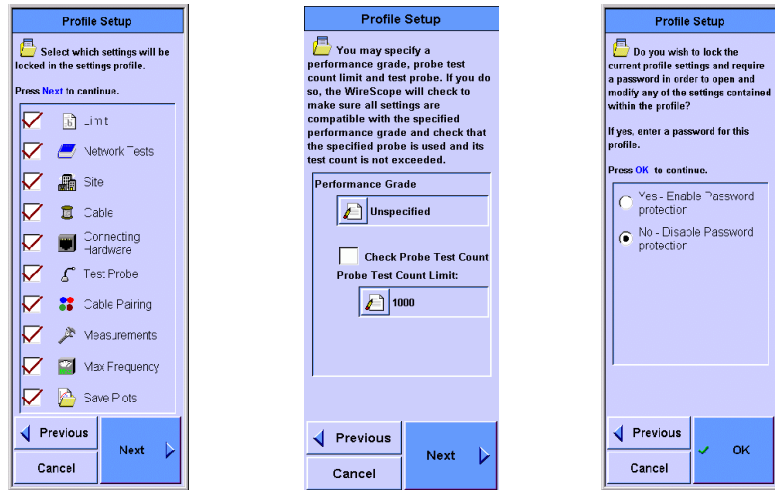 Profile Setup
Select which settings will be
locked in the settings profile.
Press Next to continue.
Limit
Network Tests
Site
Cable
Connecting
Hardware
Test Probe
Cable Pairing
Measurements
Max Frequency
Save Plots
Previous
Next
Cancel
Profile Setup
You may specify a
performance grade, probe test
count limit and test probe. If you do
so, the WireScope will check to
make sure all settings are
compatible with the specified
performance grade and check that
the specified probe is used and its
test count is not exceeded.
Performance Grade
Unspecified
Check Probe Test Count
Probe Test Count Limit:
1000
Previous
Next
Cancel
Profile Setup
Do you wish to lock the
current profile settings and require
a password in order to open and
modify any of the settings contained
within the profile?
If yes, enter a password for this
profile.
Press OK to continue.
Yes - Enable Password
protection
No - Disable Password
protection
Previous
OK
Cancel